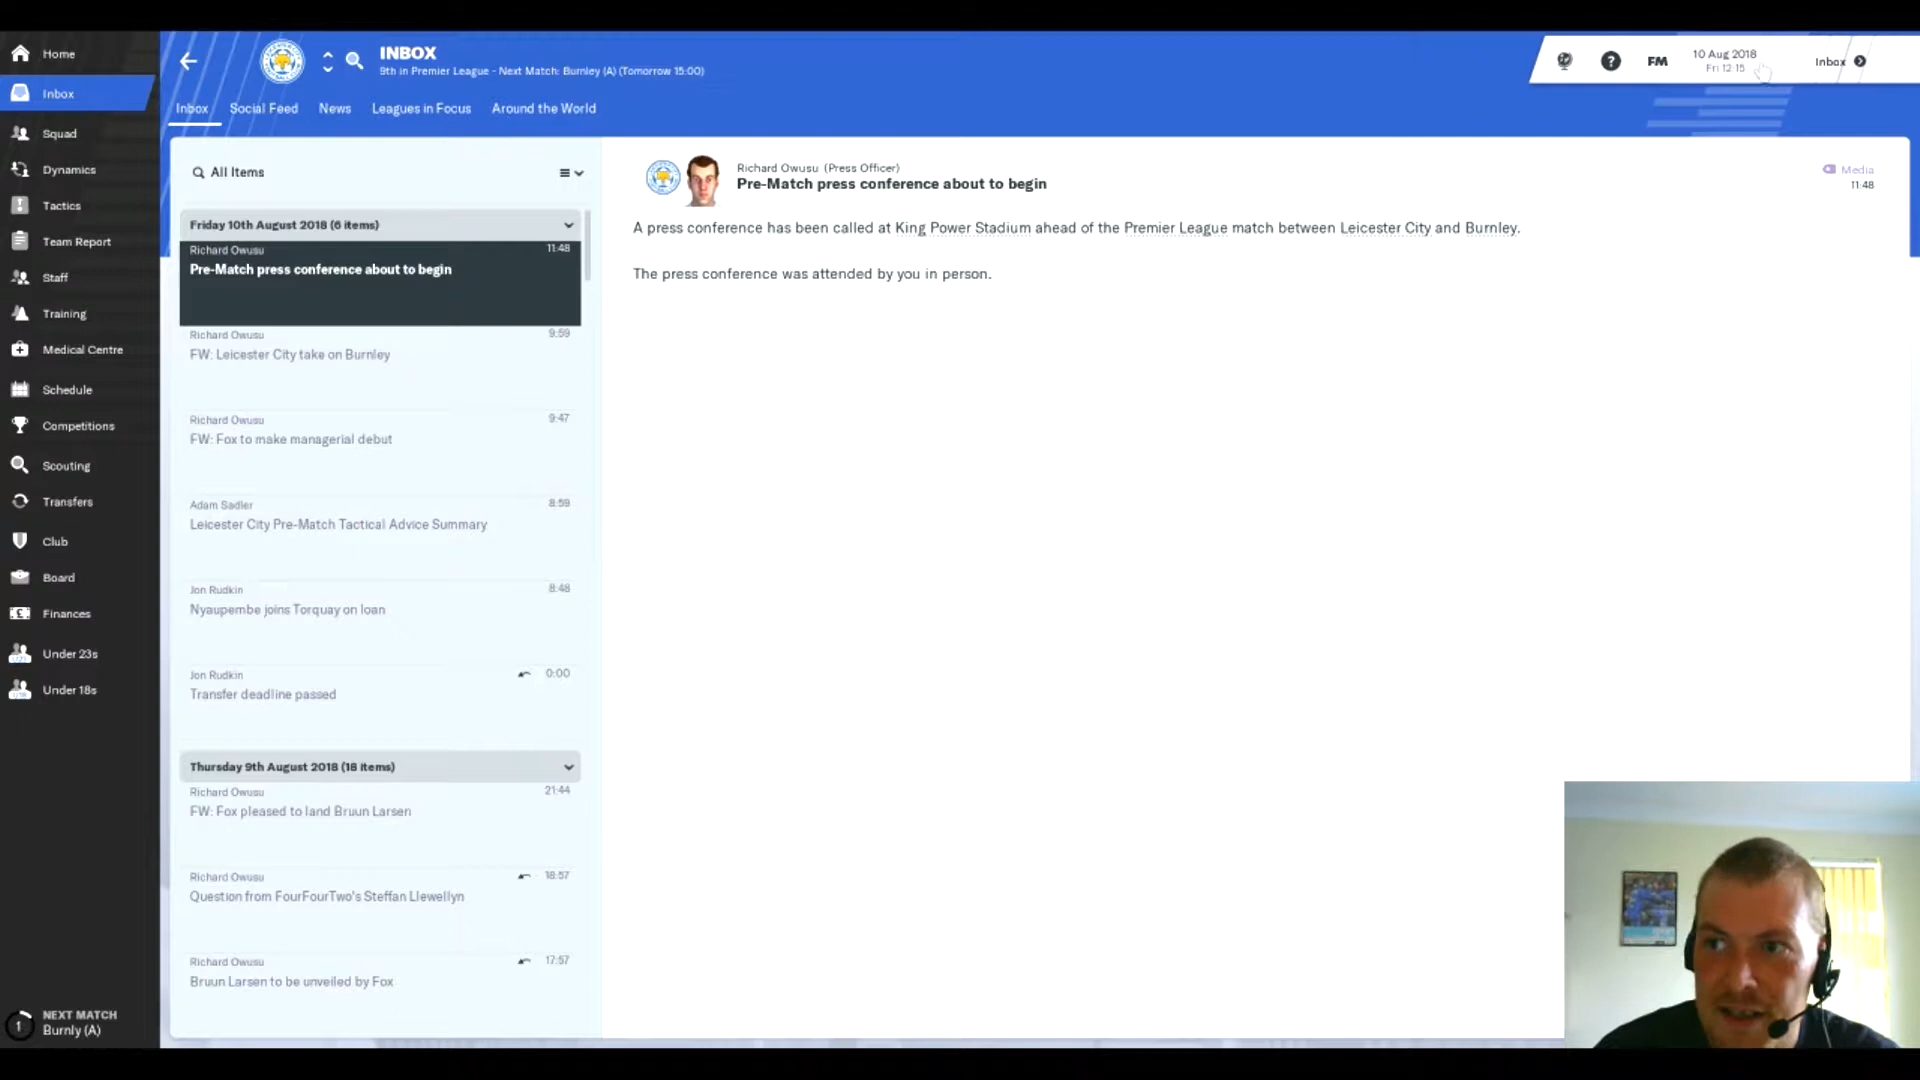 Home
Inbox
Squad
Dynamics
Tactics
Team Report
Staff
Training
Medical Centre
Schedule
Competitions
Scouting
Transfers
Club
Board
Finances
Under 23s
Under 18s
1
NEXT MATCH
Burnly (A)
INBOX
9th in Premier League - Next Match: Burnley (A) (Tomorrow 15:00)
? FM
10 Aug 2018
Fri 12:15
Inbox
Inbox Social Feed News Leagues in Focus Around the World
All Items
Friday 10th August 2018 (6 items)
Richard Owusu 11:48
Pre-Match press conference about to begin
Richard Owusu 9:59
FW: Leicester City take on Burnley
Richard Owusu 9:47
FW: Fox to make managerial debut
Adam Sadler 8:59
Leicester City Pre-Match Tactical Advice Summary
Jon Rudkin 8:48
Nyaupembe joins Torquay on loan
Jon Rudkin 0:00
Transfer deadline passed
Thursday 9th August 2018 (18 items)
Richard Owusu 21:44
FW: Fox pleased to land Bruun Larsen
Richard Owusu 18:57
Question from FourFourTwo's Steffan Llewellyn
Richard Owusu 17:57
Bruun Larsen to be unveiled by Fox
Richard Owusu (Press Officer)
Pre-Match press conference about to begin
Media
11:48
A press conference has been called at King Power Stadium ahead of the Premier League match between Leicester City and Burnley.
The press conference was attended by you in person.